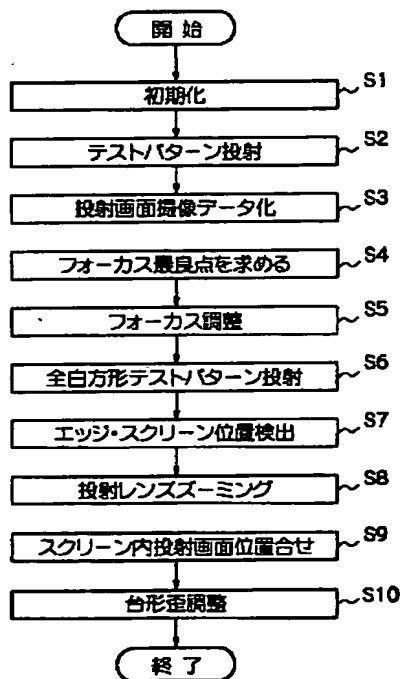 開始
初期化 S1
テストパターン投射 S2
投射画面撮像データ化 S3
フォーカス最良点を求める S4
フォーカス調整 S5
全白方形テストパターン投射 S6
エッジ・スクリーン位置検出 S7
投射レンズズーミング S8
スクリーン内投射画面位置合せ S9
台形歪調整 S10
終了